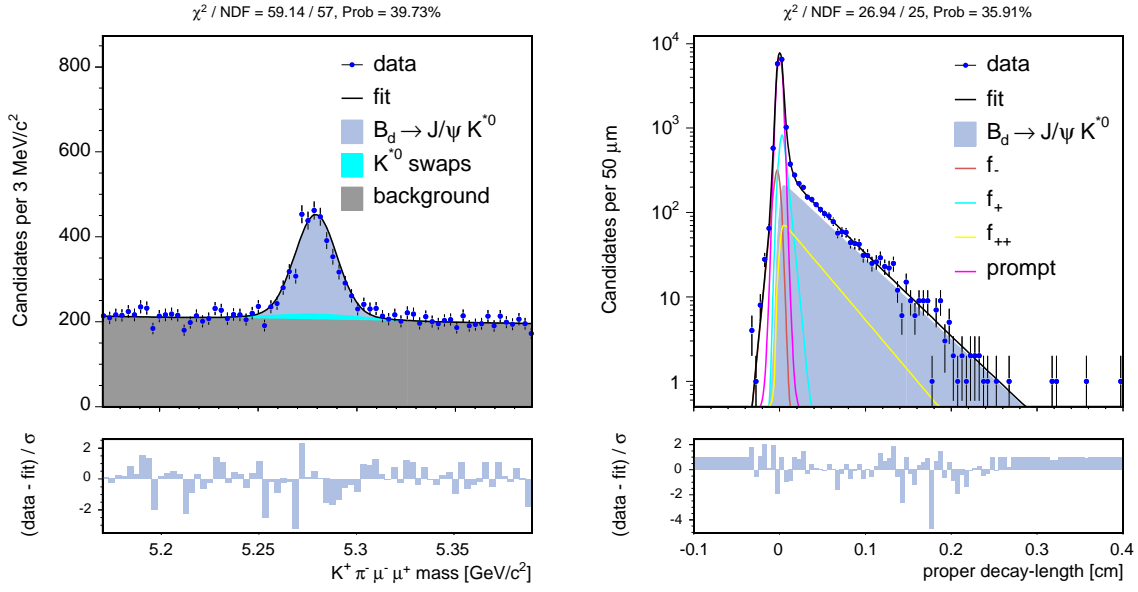 χ² / NDF = 59.14 / 57, Prob = 39.73%
Candidates per 3 MeV/c²
800
600
400
200
0
data
fit
B_d → J/ψ K*⁰
K*⁰ swaps
background
(data - fit) / σ
2
0
-2
5.2
5.25
5.3
5.35
K⁺ π⁻ μ⁻ μ⁺ mass [GeV/c²]
χ² / NDF = 26.94 / 25, Prob = 35.91%
Candidates per 50 μm
10⁴
10³
10²
10
1
data
fit
B_d → J/ψ K*⁰
f_-
f_+
f_++
prompt
(data - fit) / σ
2
0
-2
-4
-0.1
0
0.1
0.2
0.3
0.4
proper decay-length [cm]